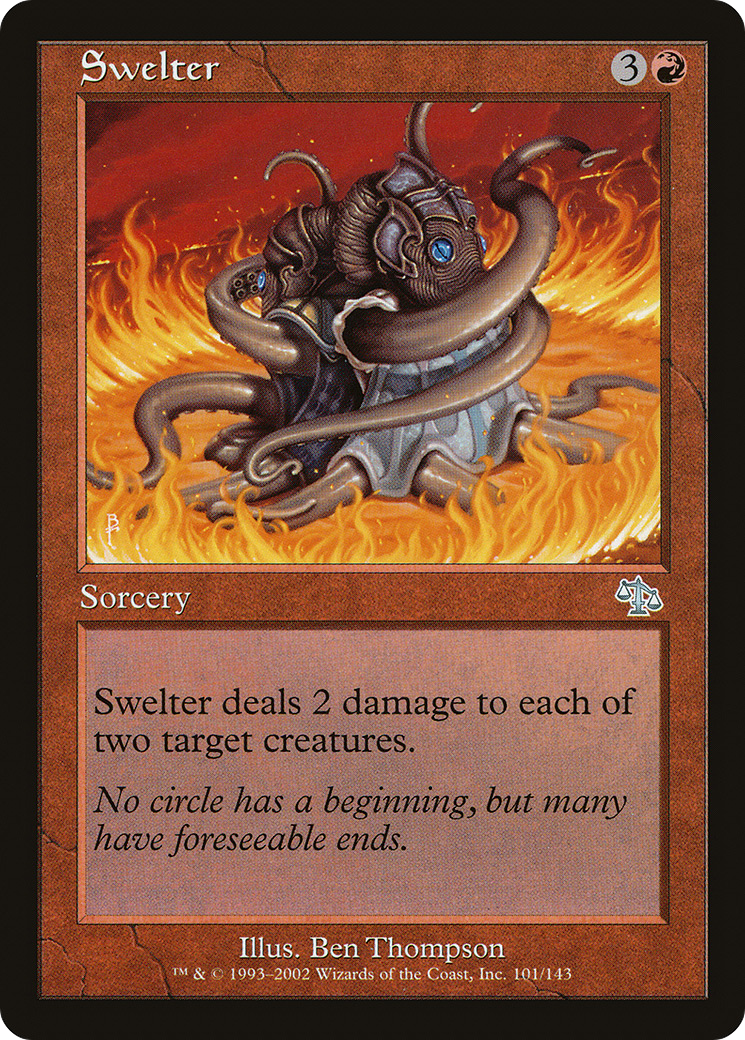 Swelter 3
Sorcery
Swelter deals 2 damage to each of
two target creatures.
No circle has a beginning, but many
have foreseeable ends.
Illus. Ben Thompson
™ & © 1993–2002 Wizards of the Coast, Inc. 101/143